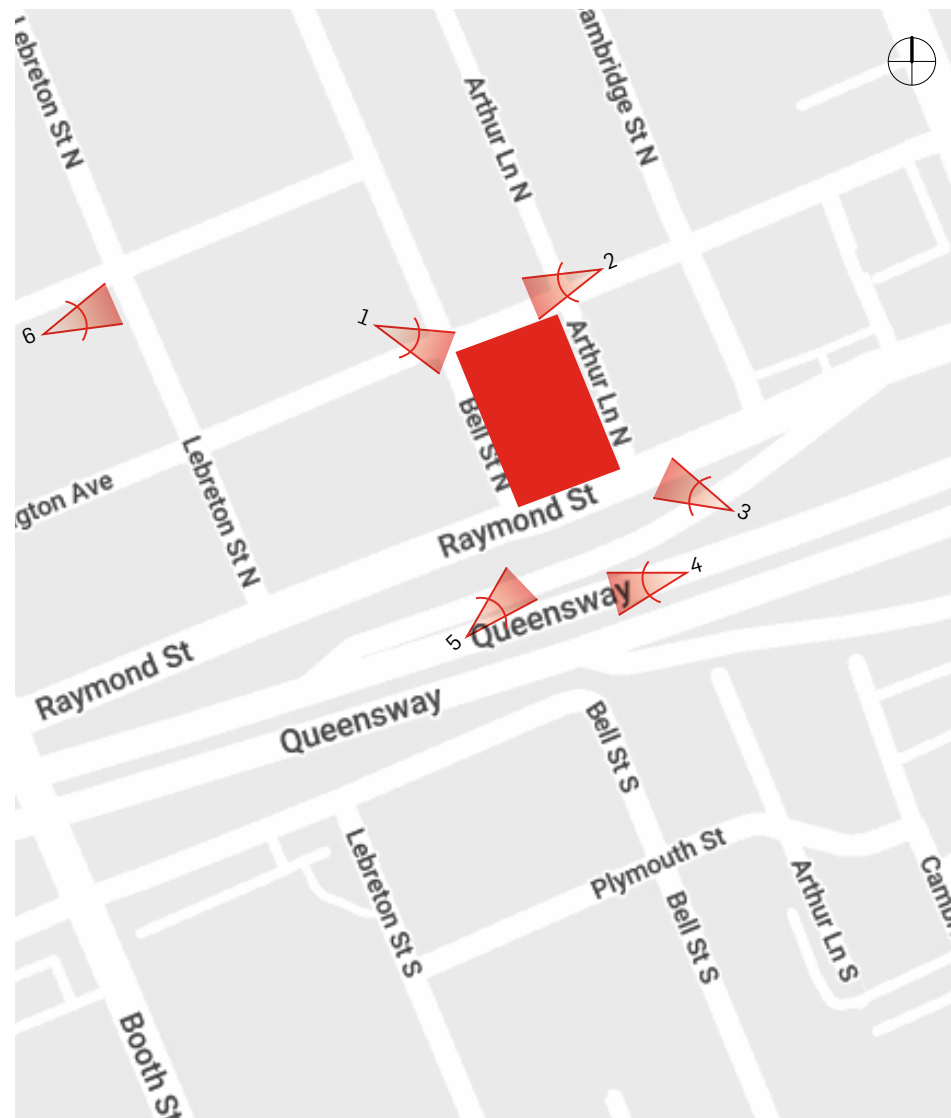 Lebreton St N
Arthur Ln N
ambridge St N
2
1
6
Arthur Ln N
Bell St N
Lebreton St N
gton Ave
Raymond St
3
4
Queensway
5
Raymond St
Queensway
Bell St S
Plymouth St
Lebreton St S
Arthur Ln S
Camb
Bell St S
Booth St